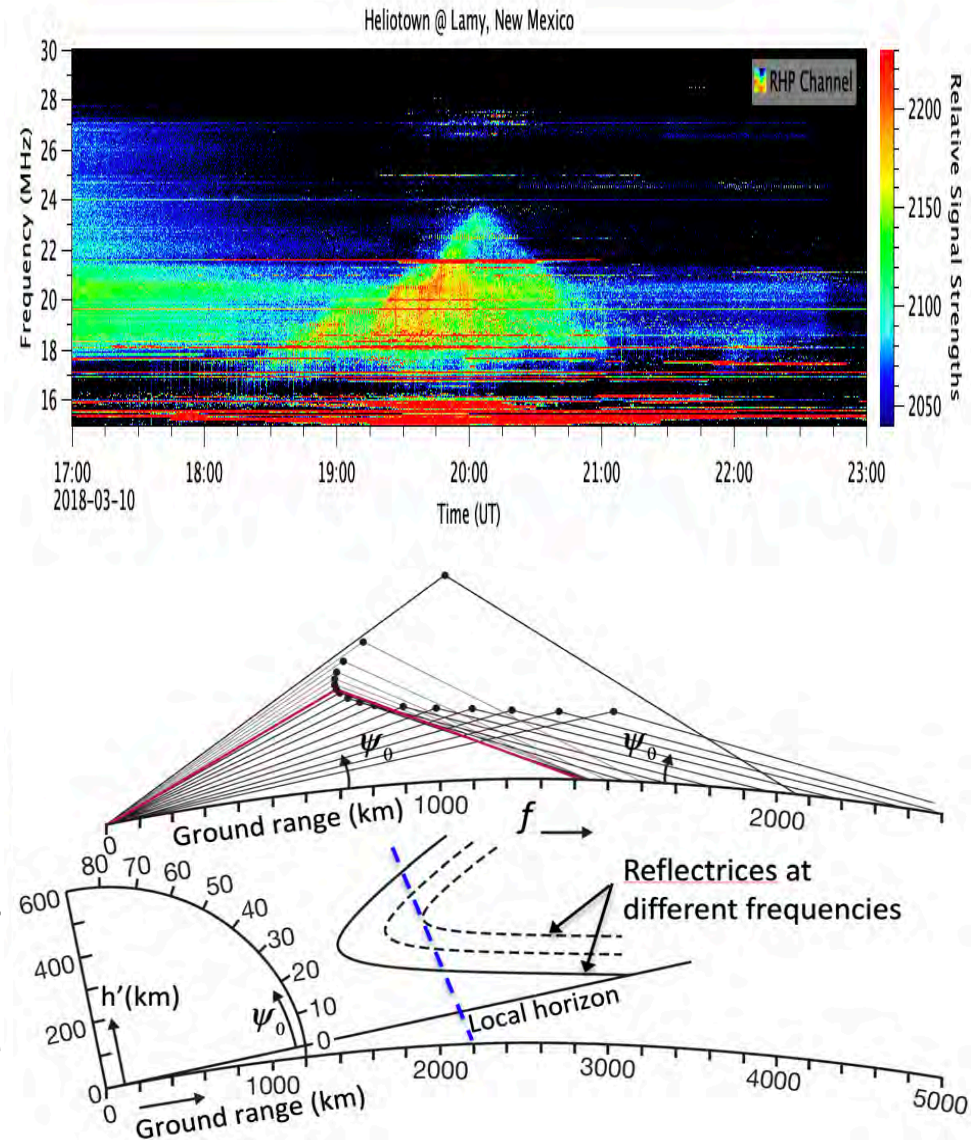 Heliotown @ Lamy, New Mexico
30
28
26
24
22
20
18
16
Frequency (MHz)
RHP Channel
2200
2150
2100
2050
Relative Signal Strengths
17:00 18:00 19:00 20:00 21:00 22:00 23:00
2018-03-10
Time (UT)
ψ₀ ψ₀
0 1000 2000
Ground range (km)
f
80 70 60 50 40 30 20 10 0
600
400
200
0
h'(km)
ψ₀
Reflectrices at
different frequencies
Local horizon
0 1000 2000 3000 4000 5000
Ground range (km)